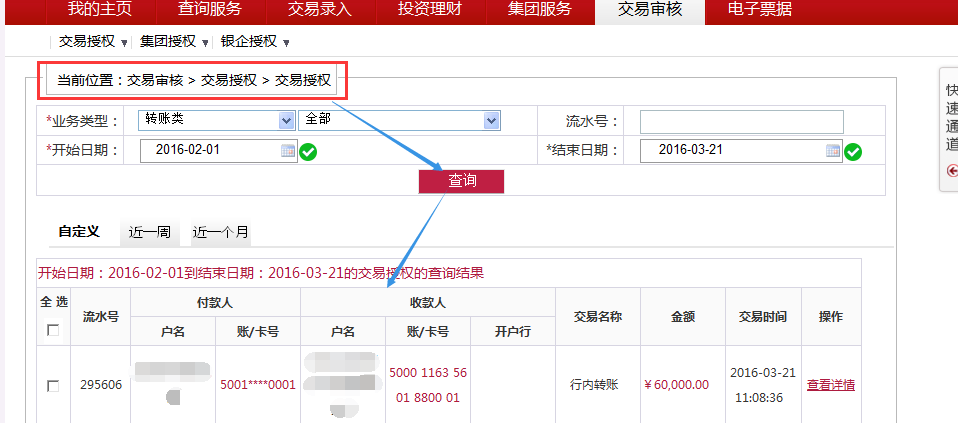 我的主页 查询服务 交易录入 投资理财 集团服务 交易审核 电子票据
交易授权 集团授权 银企授权
当前位置：交易审核 > 交易授权 > 交易授权
*业务类型： 转账类 全部 流水号：
*开始日期： 2016-02-01 *结束日期： 2016-03-21
查询
自定义 近一周 近一个月
开始日期：2016-02-01到结束日期：2016-03-21的交易授权的查询结果
全 选 流水号 付款人 收款人 交易名称 金额 交易时间 操作
户名 账/卡号 户名 账/卡号 开户行
295606 5001****0001 5000 1163 56 行内转账 ¥ 60,000.00 2016-03-21 查看详情
01 8800 01 11:08:36
快
速
通
道